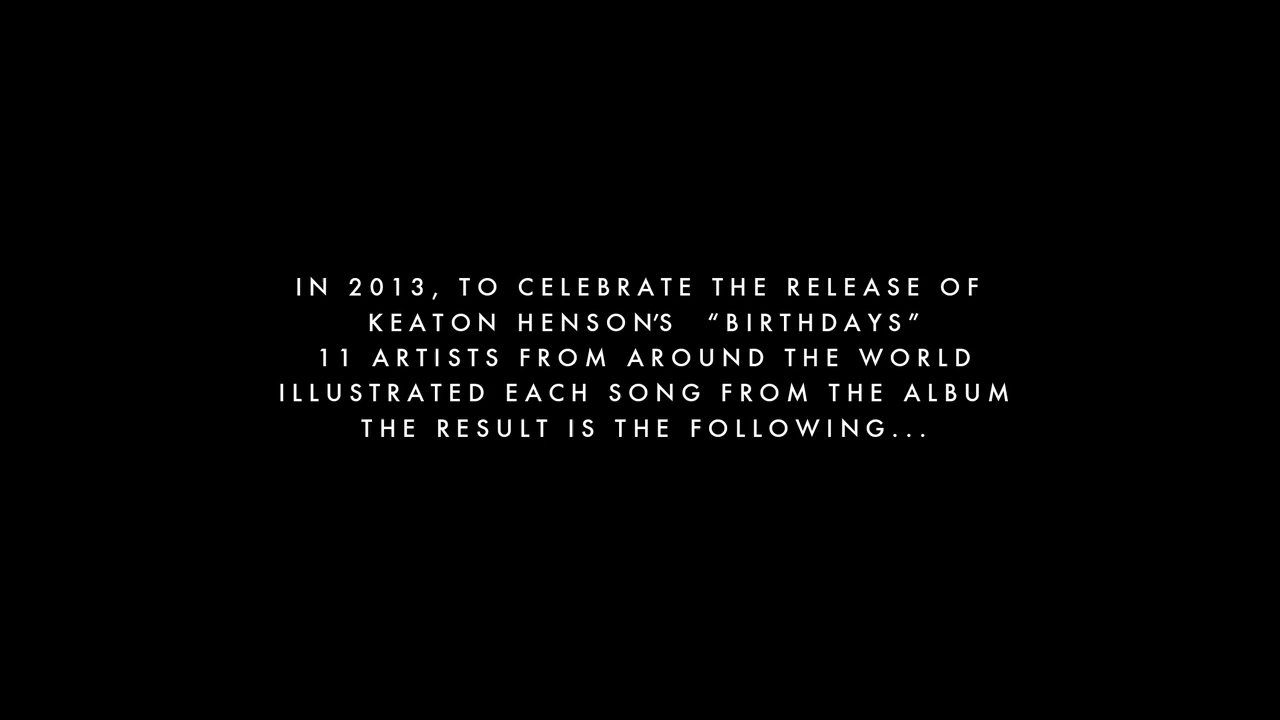 IN 2013, TO CELEBRATE THE RELEASE OF
KEATON HENSON'S “BIRTHDAYS”
11 ARTISTS FROM AROUND THE WORLD
ILLUSTRATED EACH SONG FROM THE ALBUM
THE RESULT IS THE FOLLOWING...